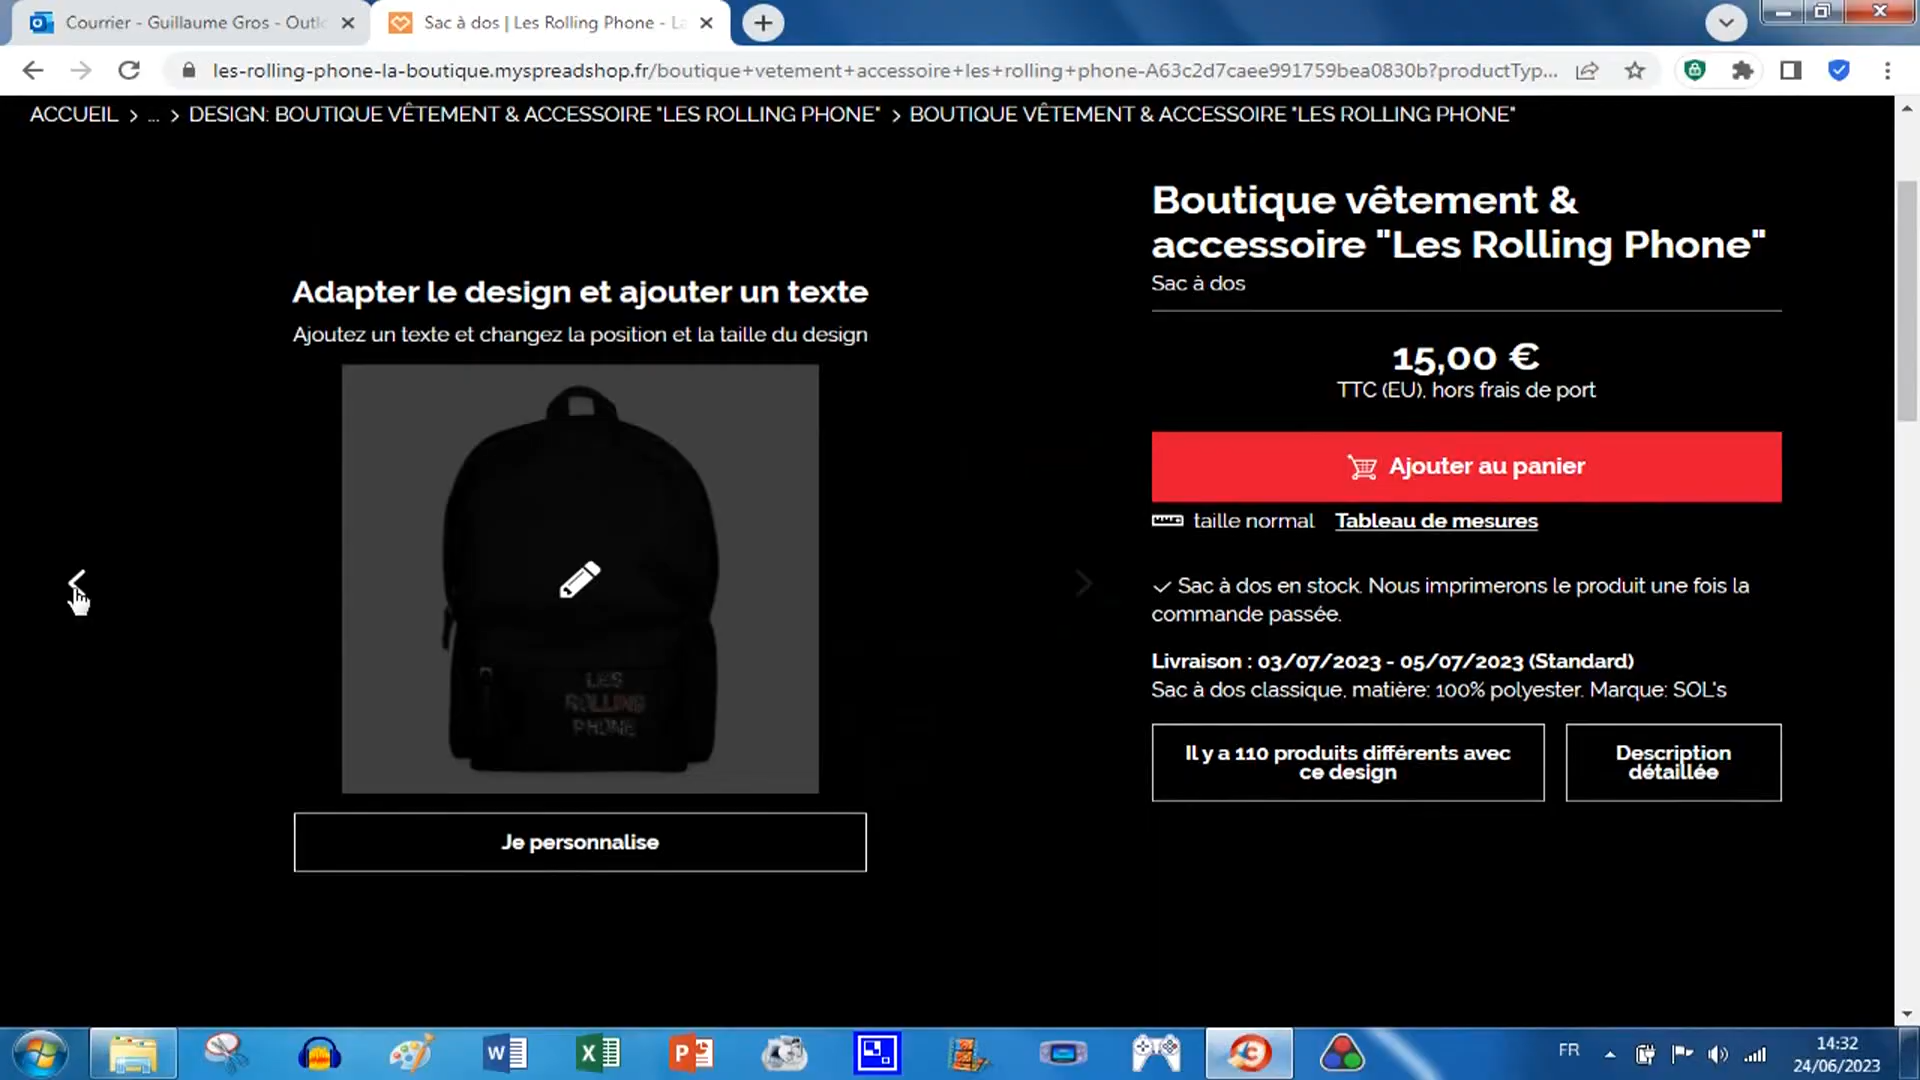 Courrier - Guillaume Gros - Outl
Sac à dos | Les Rolling Phone - La
les-rolling-phone-la-boutique.myspreadshop.fr/boutique+vetement+accessoire+les+rolling+phone-A63c2d7caee991759bea0830b?productTyp...
ACCUEIL > ... > DESIGN: BOUTIQUE VÊTEMENT & ACCESSOIRE "LES ROLLING PHONE" > BOUTIQUE VÊTEMENT & ACCESSOIRE "LES ROLLING PHONE"
Adapter le design et ajouter un texte
Ajoutez un texte et changez la position et la taille du design
LES
ROLLING
PHONE
Je personnalise
Boutique vêtement &
accessoire "Les Rolling Phone"
Sac à dos
15,00 €
TTC (EU), hors frais de port
Ajouter au panier
taille normal Tableau de mesures
Sac à dos en stock. Nous imprimerons le produit une fois la
commande passée.
Livraison : 03/07/2023 - 05/07/2023 (Standard)
Sac à dos classique, matière: 100% polyester. Marque: SOL's
Il y a 110 produits différents avec
ce design
Description
détaillée
FR
14:32
24/06/2023